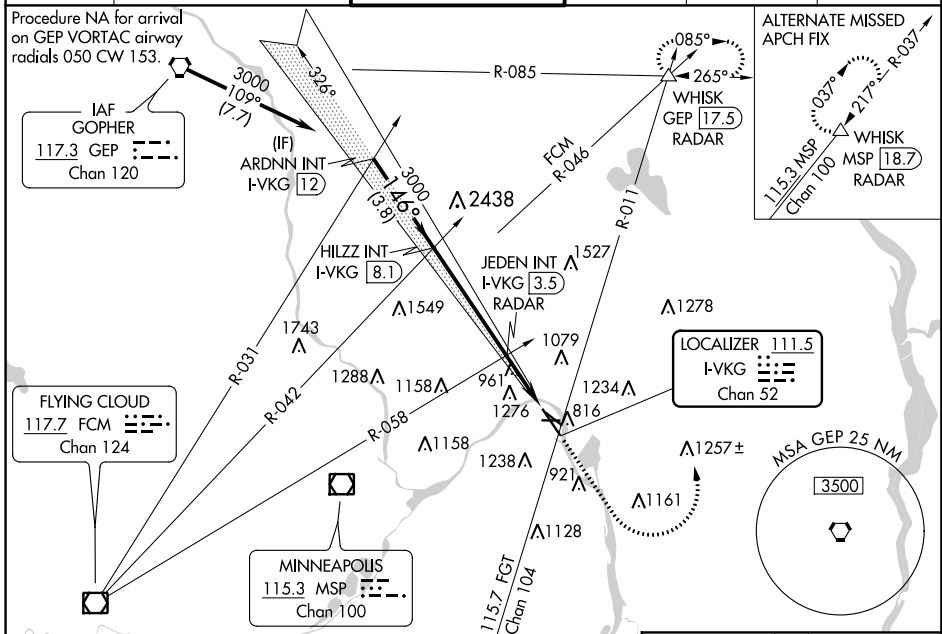 Procedure NA for arrival
on GEP VORTAC airway
radials 050 CW 153.
3000
109°
(7.7)
IAF
GOPHER
117.3 GEP
Chan 120
326°
R-085
085°
265°
WHISK
GEP 17.5
RADAR
ALTERNATE MISSED
APCH FIX
R-037
037°
217°
WHISK
MSP 18.7
RADAR
115.3 MSP
Chan 100
(IF)
ARDNN INT
I-VKG 12
3000
146°
(3.8)
FCM
R-046
2438
R-011
HILZZ INT
I-VKG 8.1
JEDEN INT
I-VKG 3.5
RADAR
1527
1549
1278
1743
1079
LOCALIZER 111.5
I-VKG
Chan 52
R-031
1288
1158
961
1276
1234
816
FLYING CLOUD
117.7 FCM
Chan 124
R-042
R-058
1158
1238
921
1257±
MSA GEP 25 NM
3500
1161
1128
MINNEAPOLIS
115.3 MSP
Chan 100
115.7 FGT
Chan 104